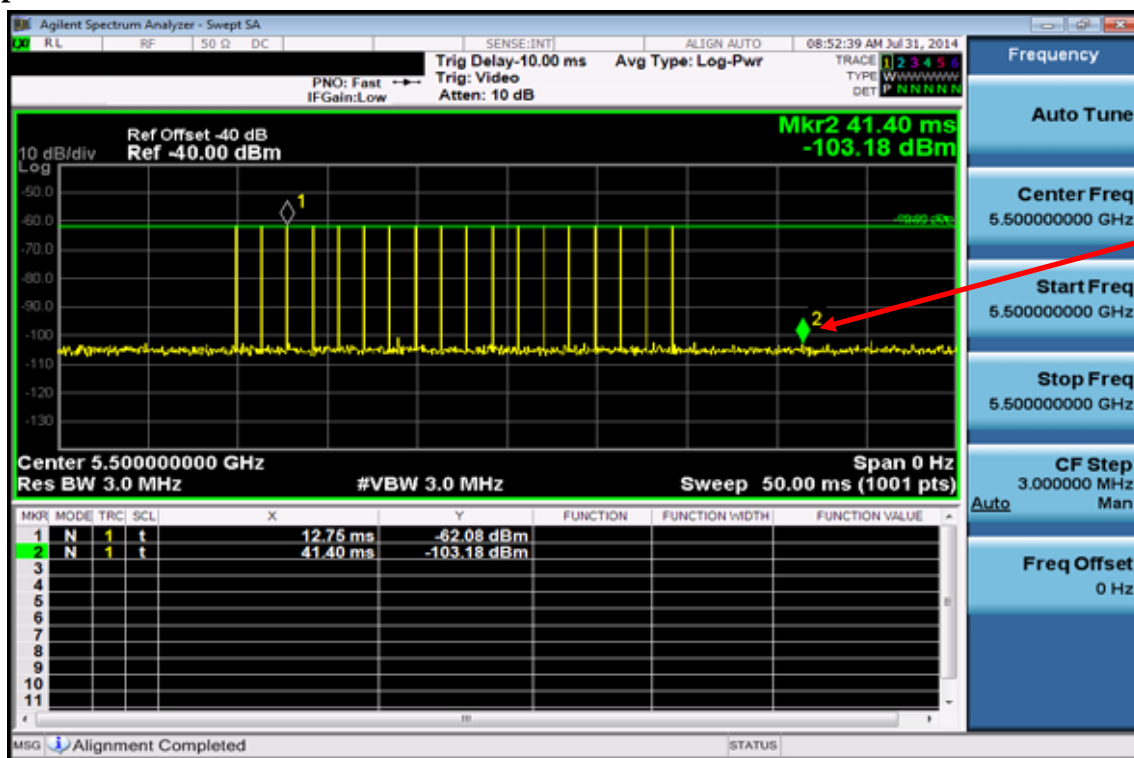 Agilent Spectrum Analyzer - Swept SA
RL RF 50 Ω DC SENSE:INT ALIGN AUTO 08:52:39 AM Jul 31, 2014
Trig Delay-10.00 ms Avg Type: Log-Pwr TRACE 1 2 3 4 5 6
PNO: Fast Trig: Video TYPE WWWWWWW
IFGain:Low Atten: 10 dB DET P N N N N N
Mkr2 41.40 ms
-103.18 dBm
Ref Offset -40 dB
10 dB/div Ref -40.00 dBm
Log
-50.0
-60.0
-70.0
-80.0
-90.0
-100
-110
-120
-130
1
2
Center 5.500000000 GHz Span 0 Hz
Res BW 3.0 MHz #VBW 3.0 MHz Sweep 50.00 ms (1001 pts)
MKR MODE TRC SCL X Y FUNCTION FUNCTION WIDTH FUNCTION VALUE
1 N 1 t 12.75 ms -62.08 dBm
2 N 1 t 41.40 ms -103.18 dBm
3
4
5
6
7
8
9
10
11
MSG Alignment Completed STATUS
Frequency
Auto Tune
Center Freq
5.500000000 GHz
Start Freq
5.500000000 GHz
Stop Freq
5.500000000 GHz
CF Step
3.000000 MHz
Auto Man
Freq Offset
0 Hz